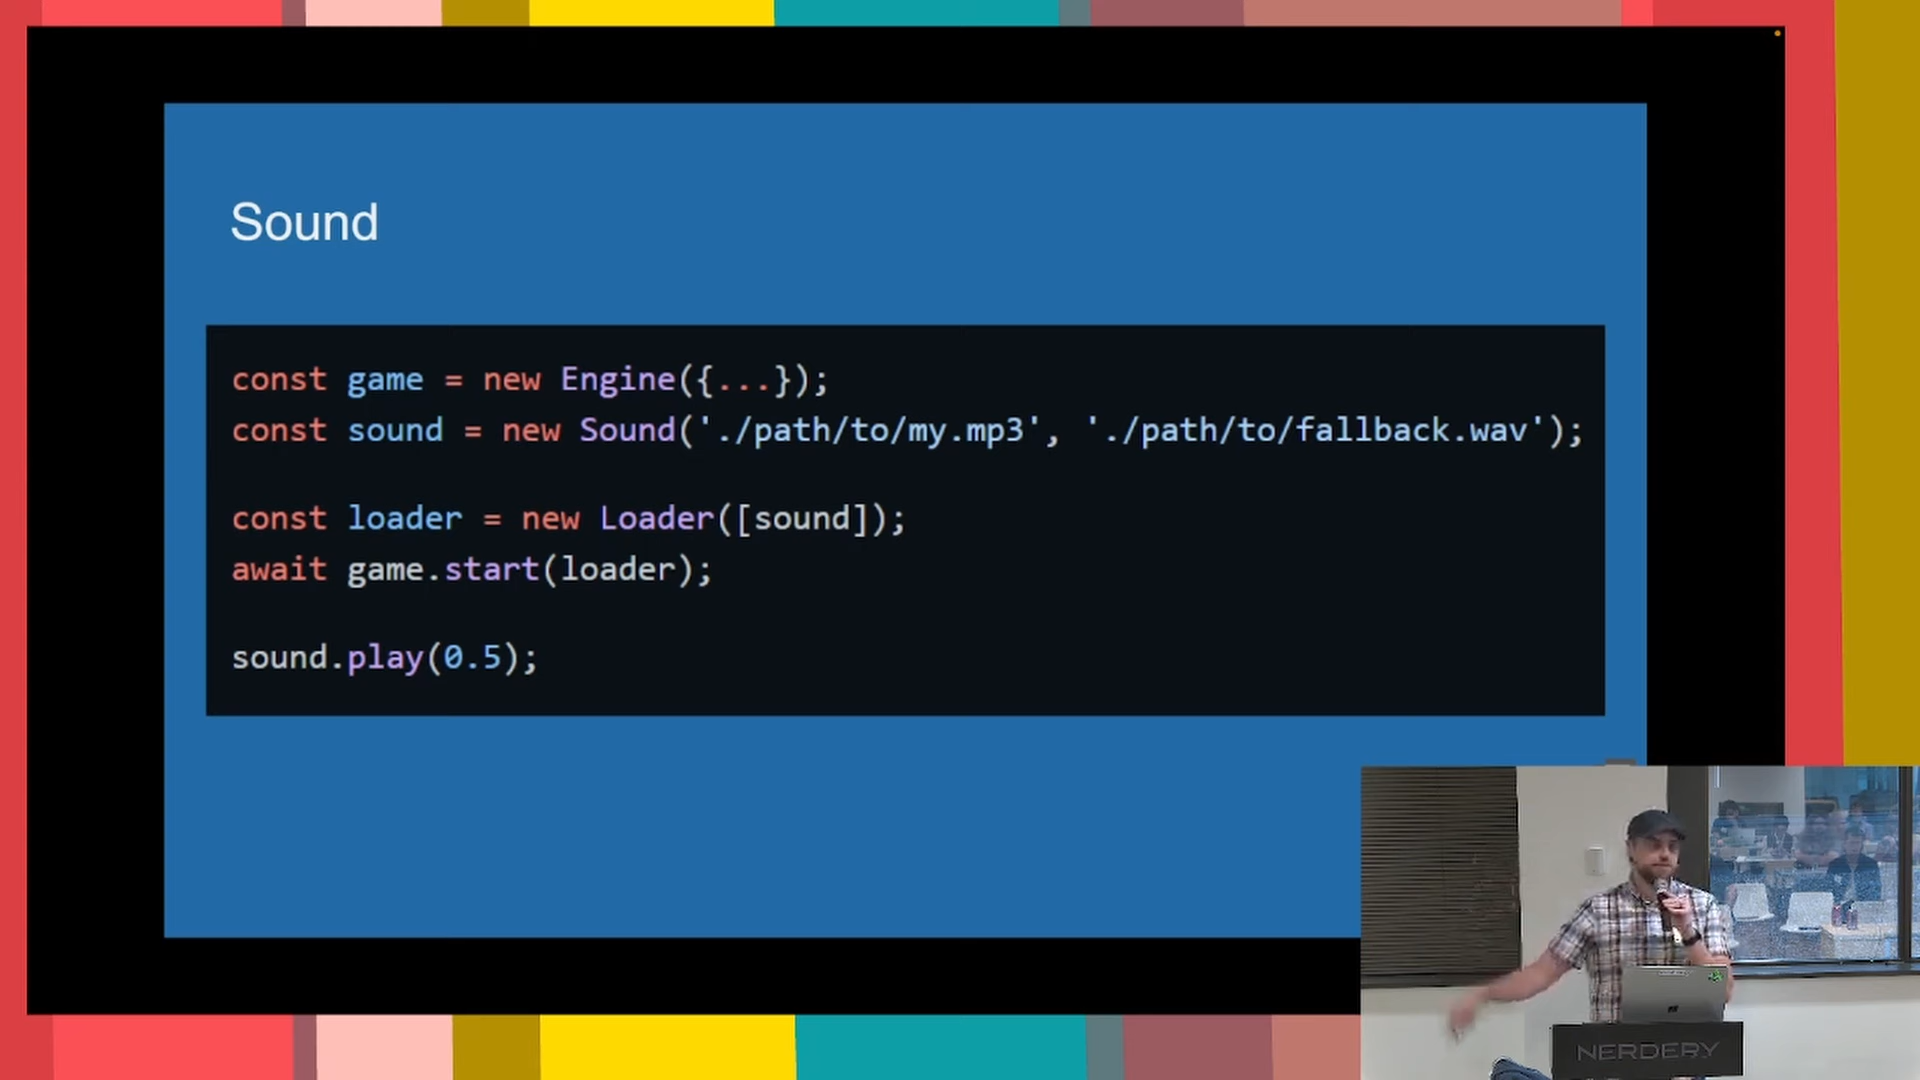 Sound
const game = new Engine({...});
const sound = new Sound('./path/to/my.mp3', './path/to/fallback.wav');
const loader = new Loader([sound]);
await game.start(loader);
sound.play(0.5);
NERDERY